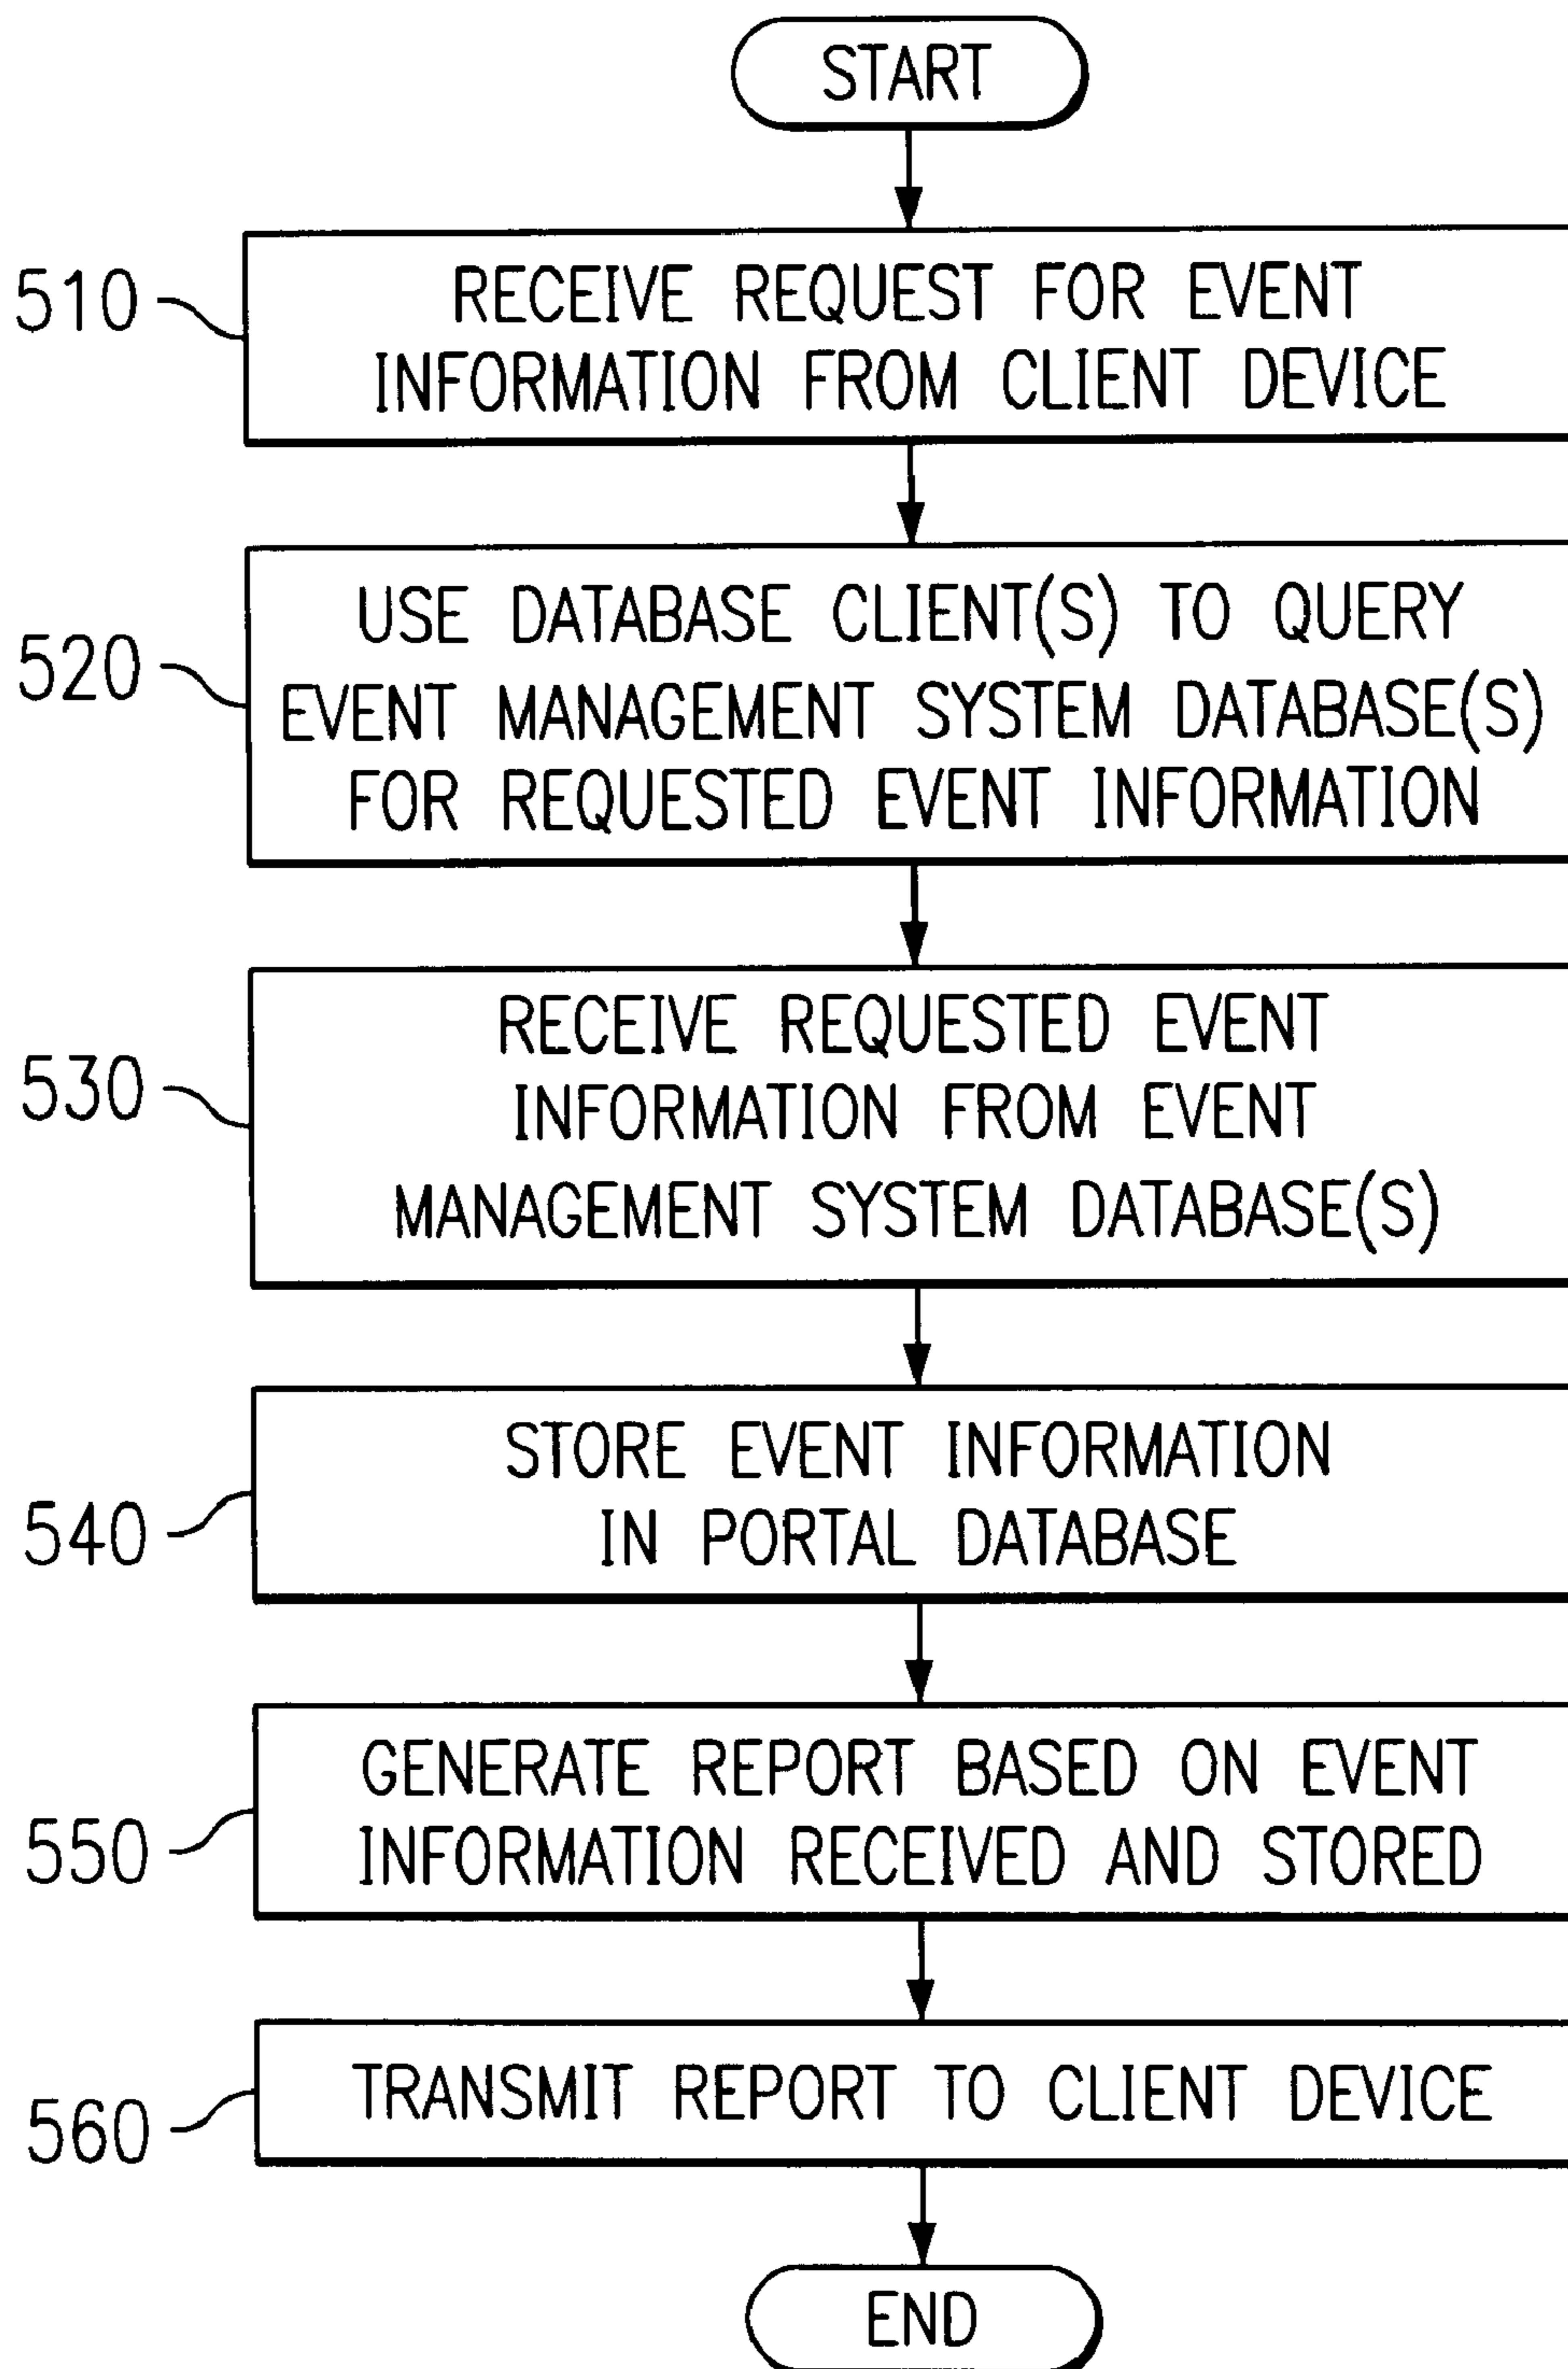 START
510
RECEIVE REQUEST FOR EVENT
INFORMATION FROM CLIENT DEVICE
520
USE DATABASE CLIENT(S) TO QUERY
EVENT MANAGEMENT SYSTEM DATABASE(S)
FOR REQUESTED EVENT INFORMATION
530
RECEIVE REQUESTED EVENT
INFORMATION FROM EVENT
MANAGEMENT SYSTEM DATABASE(S)
540
STORE EVENT INFORMATION
IN PORTAL DATABASE
550
GENERATE REPORT BASED ON EVENT
INFORMATION RECEIVED AND STORED
560
TRANSMIT REPORT TO CLIENT DEVICE
END